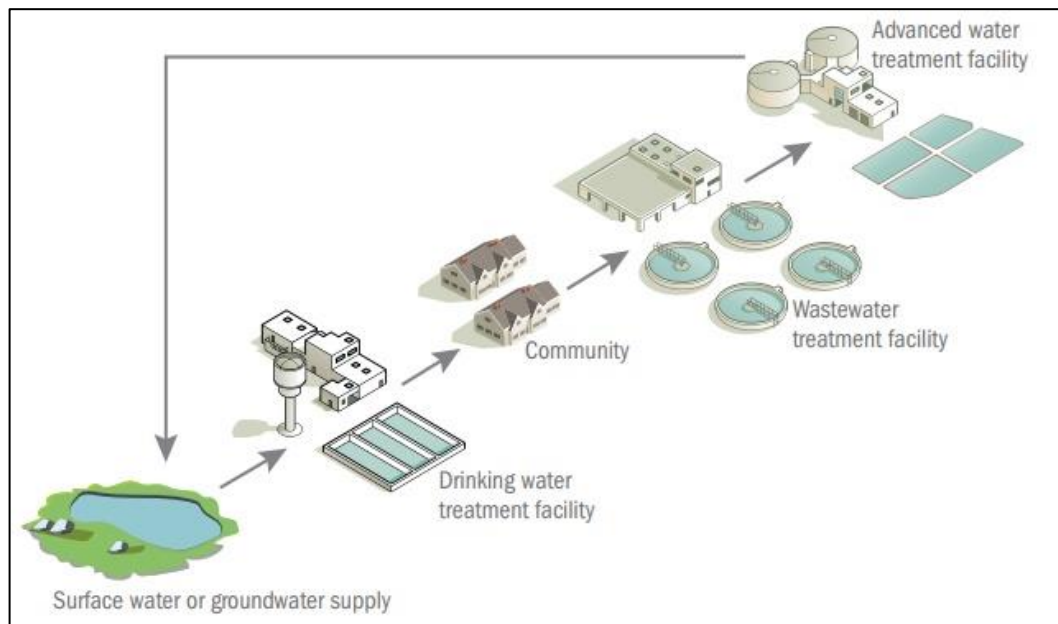 Advanced water
treatment facility
Wastewater
treatment facility
Community
Drinking water
treatment facility
Surface water or groundwater supply